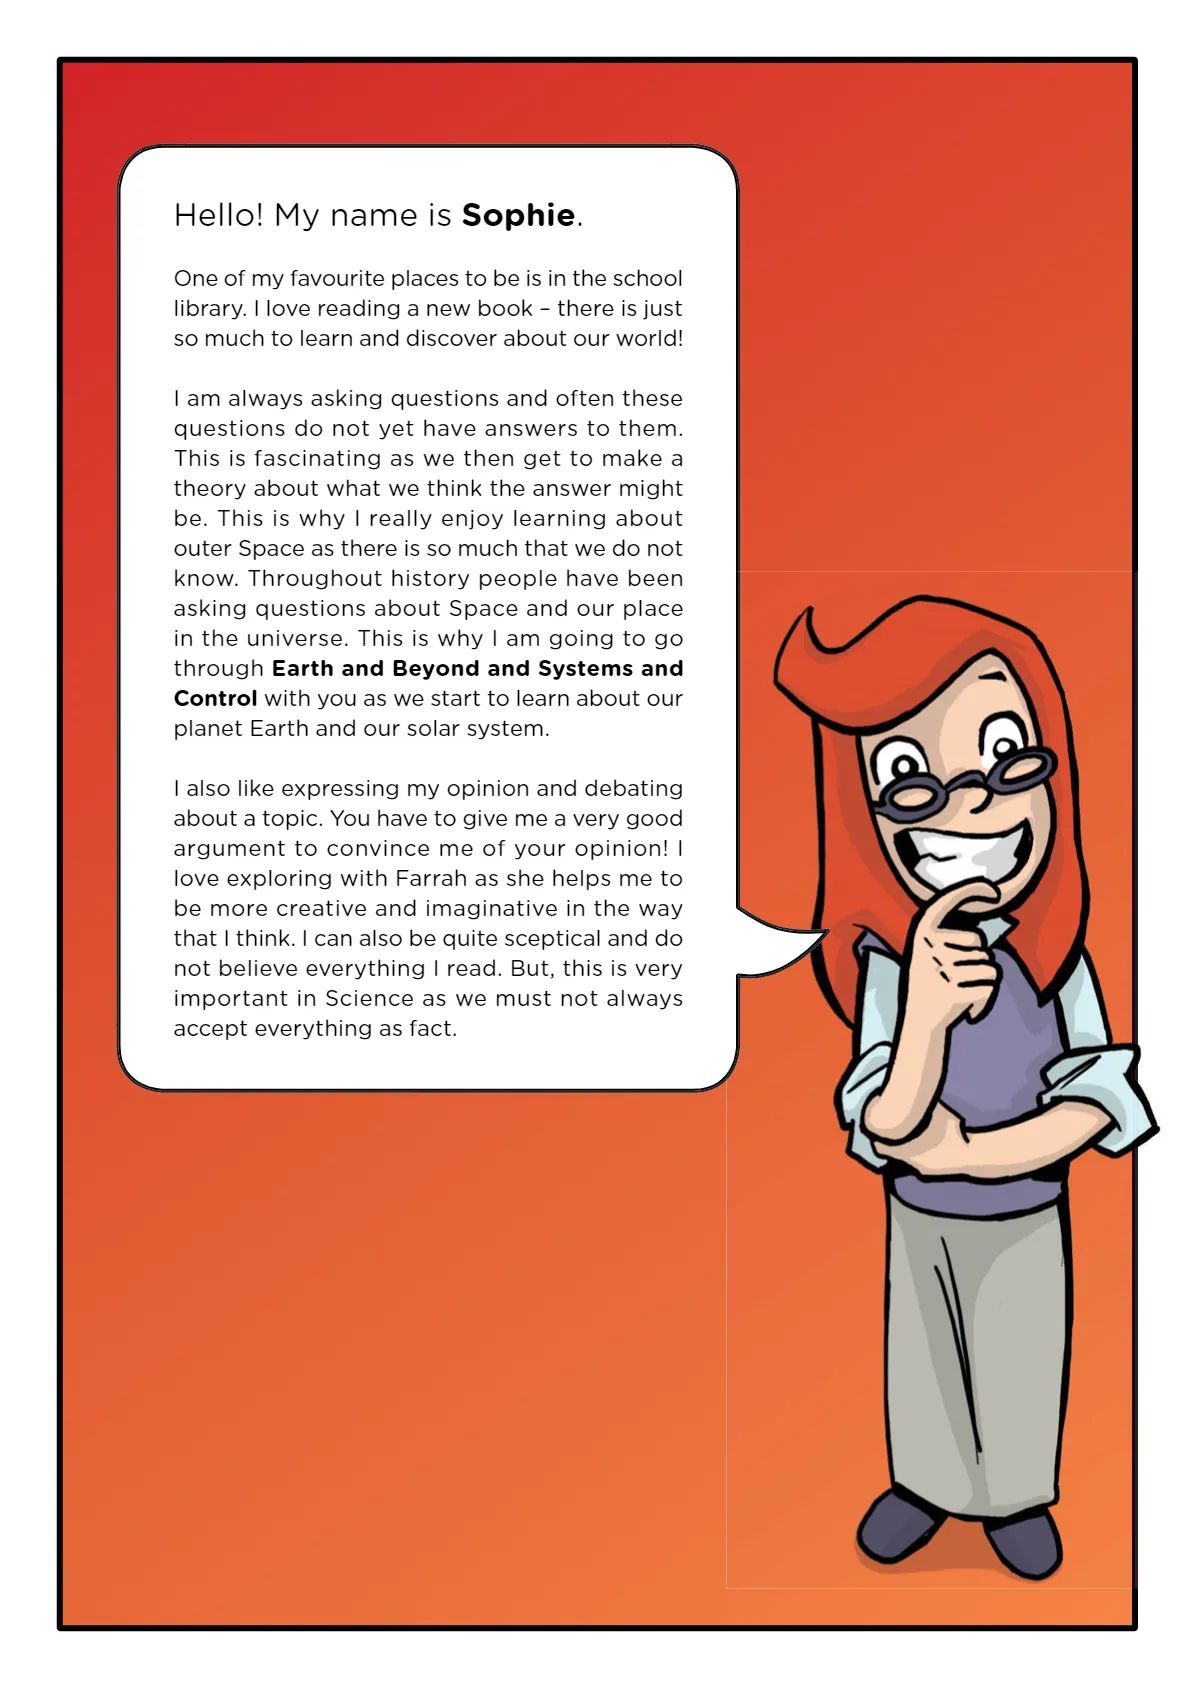 Hello! My name is Sophie.
One of my favourite places to be is in the school
library. I love reading a new book – there is just
so much to learn and discover about our world!
I am always asking questions and often these
questions do not yet have answers to them.
This is fascinating as we then get to make a
theory about what we think the answer might
be. This is why I really enjoy learning about
outer Space as there is so much that we do not
know. Throughout history people have been
asking questions about Space and our place
in the universe. This is why I am going to go
through Earth and Beyond and Systems and
Control with you as we start to learn about our
planet Earth and our solar system.
I also like expressing my opinion and debating
about a topic. You have to give me a very good
argument to convince me of your opinion! I
love exploring with Farrah as she helps me to
be more creative and imaginative in the way
that I think. I can also be quite sceptical and do
not believe everything I read. But, this is very
important in Science as we must not always
accept everything as fact.